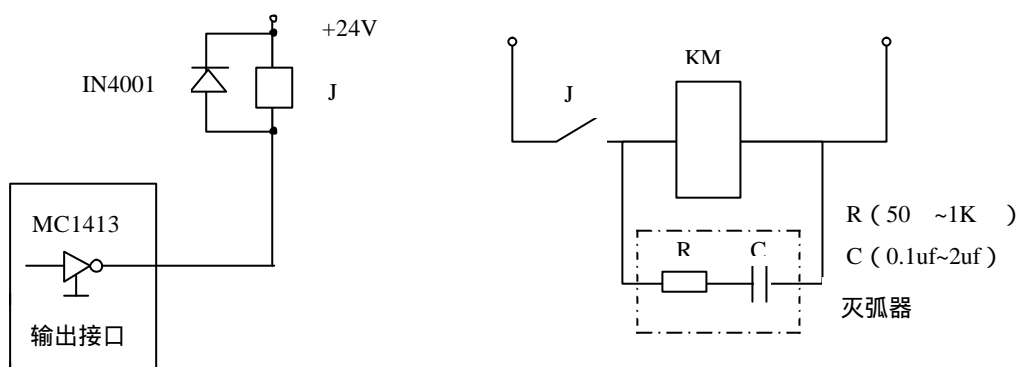 +24V
IN4001
J
MC1413
输出接口
KM
J
R C
R（50 ~1K ）
C（0.1uf~2uf）
灭弧器